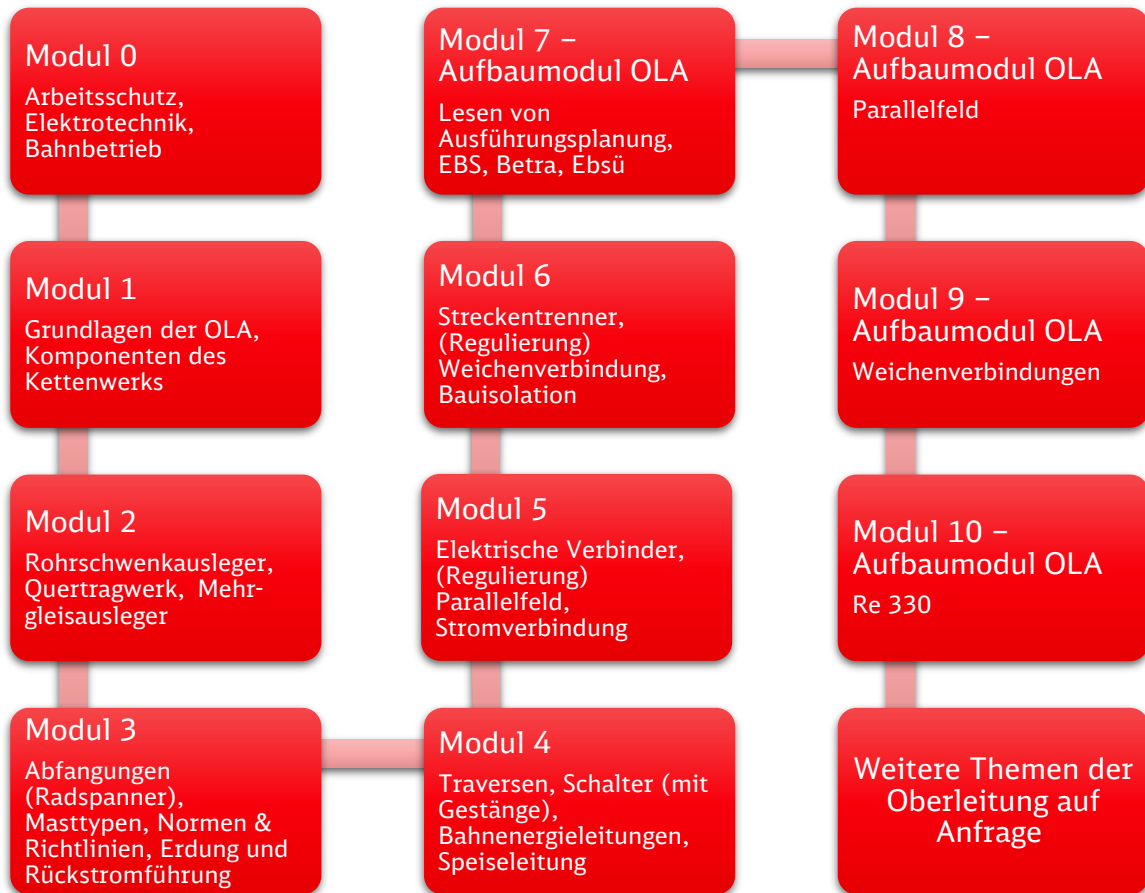 Modul 0
Arbeitsschutz,
Elektrotechnik,
Bahnbetrieb
Modul 1
Grundlagen der OLA,
Komponenten des
Kettenwerks
Modul 2
Rohrschwenkausleger,
Quertragwerk, Mehr-
gleisausleger
Modul 3
Abfangungen
(Radspanner),
Masttypen, Normen &
Richtlinien, Erdung und
Rückstromführung
Modul 4
Traversen, Schalter (mit
Gestänge),
Bahnenergieleitungen,
Speiseleitung
Modul 5
Elektrische Verbinder,
(Regulierung)
Parallelfeld,
Stromverbindung
Modul 6
Streckentrenner,
(Regulierung)
Weichenverbindung,
Bauisolation
Modul 7 –
Aufbaumodul OLA
Lesen von
Ausführungsplanung,
EBS, Betra, Ebsü
Modul 8 –
Aufbaumodul OLA
Parallelfeld
Modul 9 –
Aufbaumodul OLA
Weichenverbindungen
Modul 10 –
Aufbaumodul OLA
Re 330
Weitere Themen der
Oberleitung auf
Anfrage